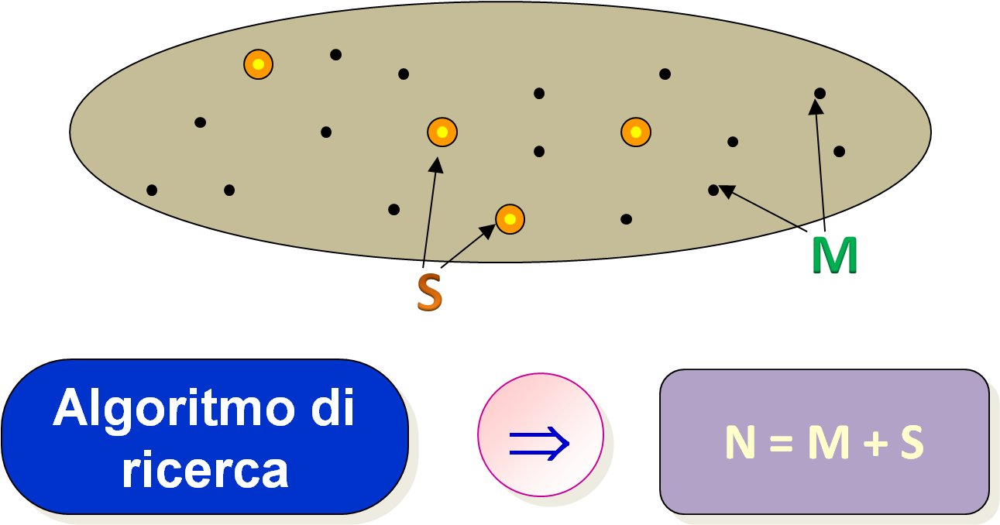 M
S
Algoritmo di
ricerca
⇒
N = M + S